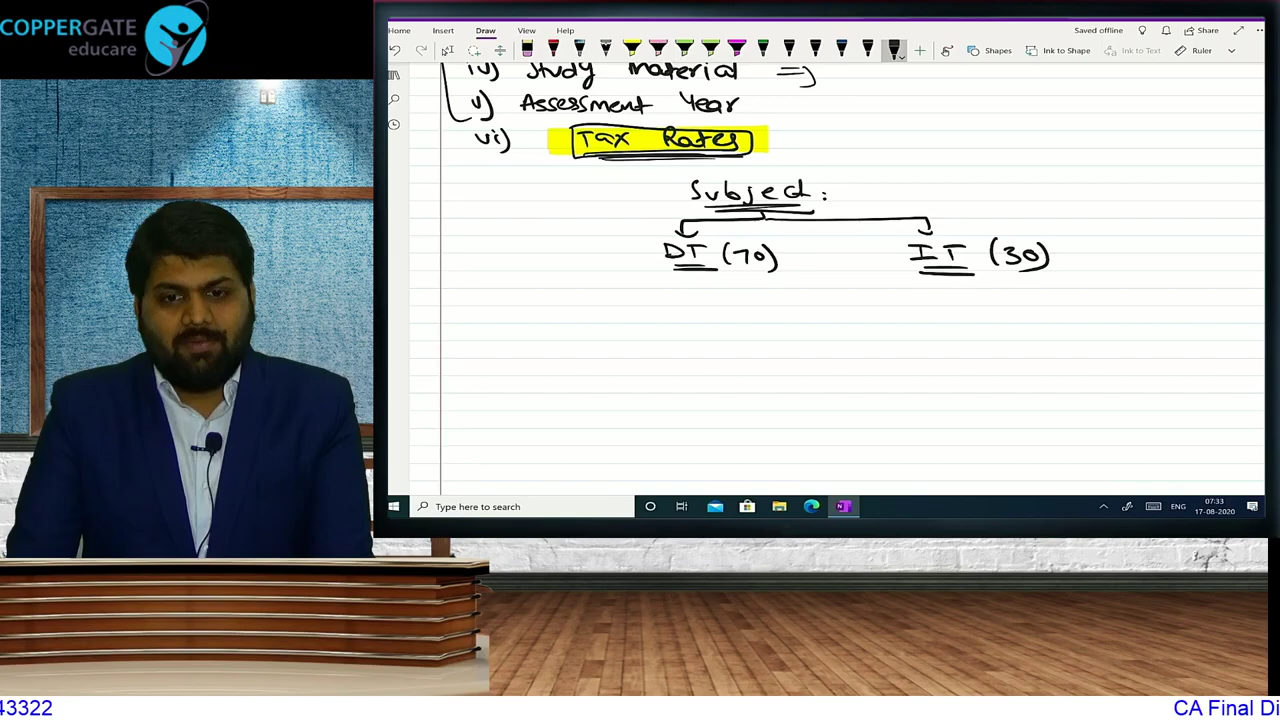 COPPERGATE
educare
Home Insert Draw View Help
Saved offline Share
Shapes Ink to Shape Ink to Text Ruler
iv) Study Material =>
v) Assessment Year
vi) Tax Rates
Subject :
DT (70) IT (30)
Type here to search
ENG
07:33
17-08-2020
43322
CA Final Di